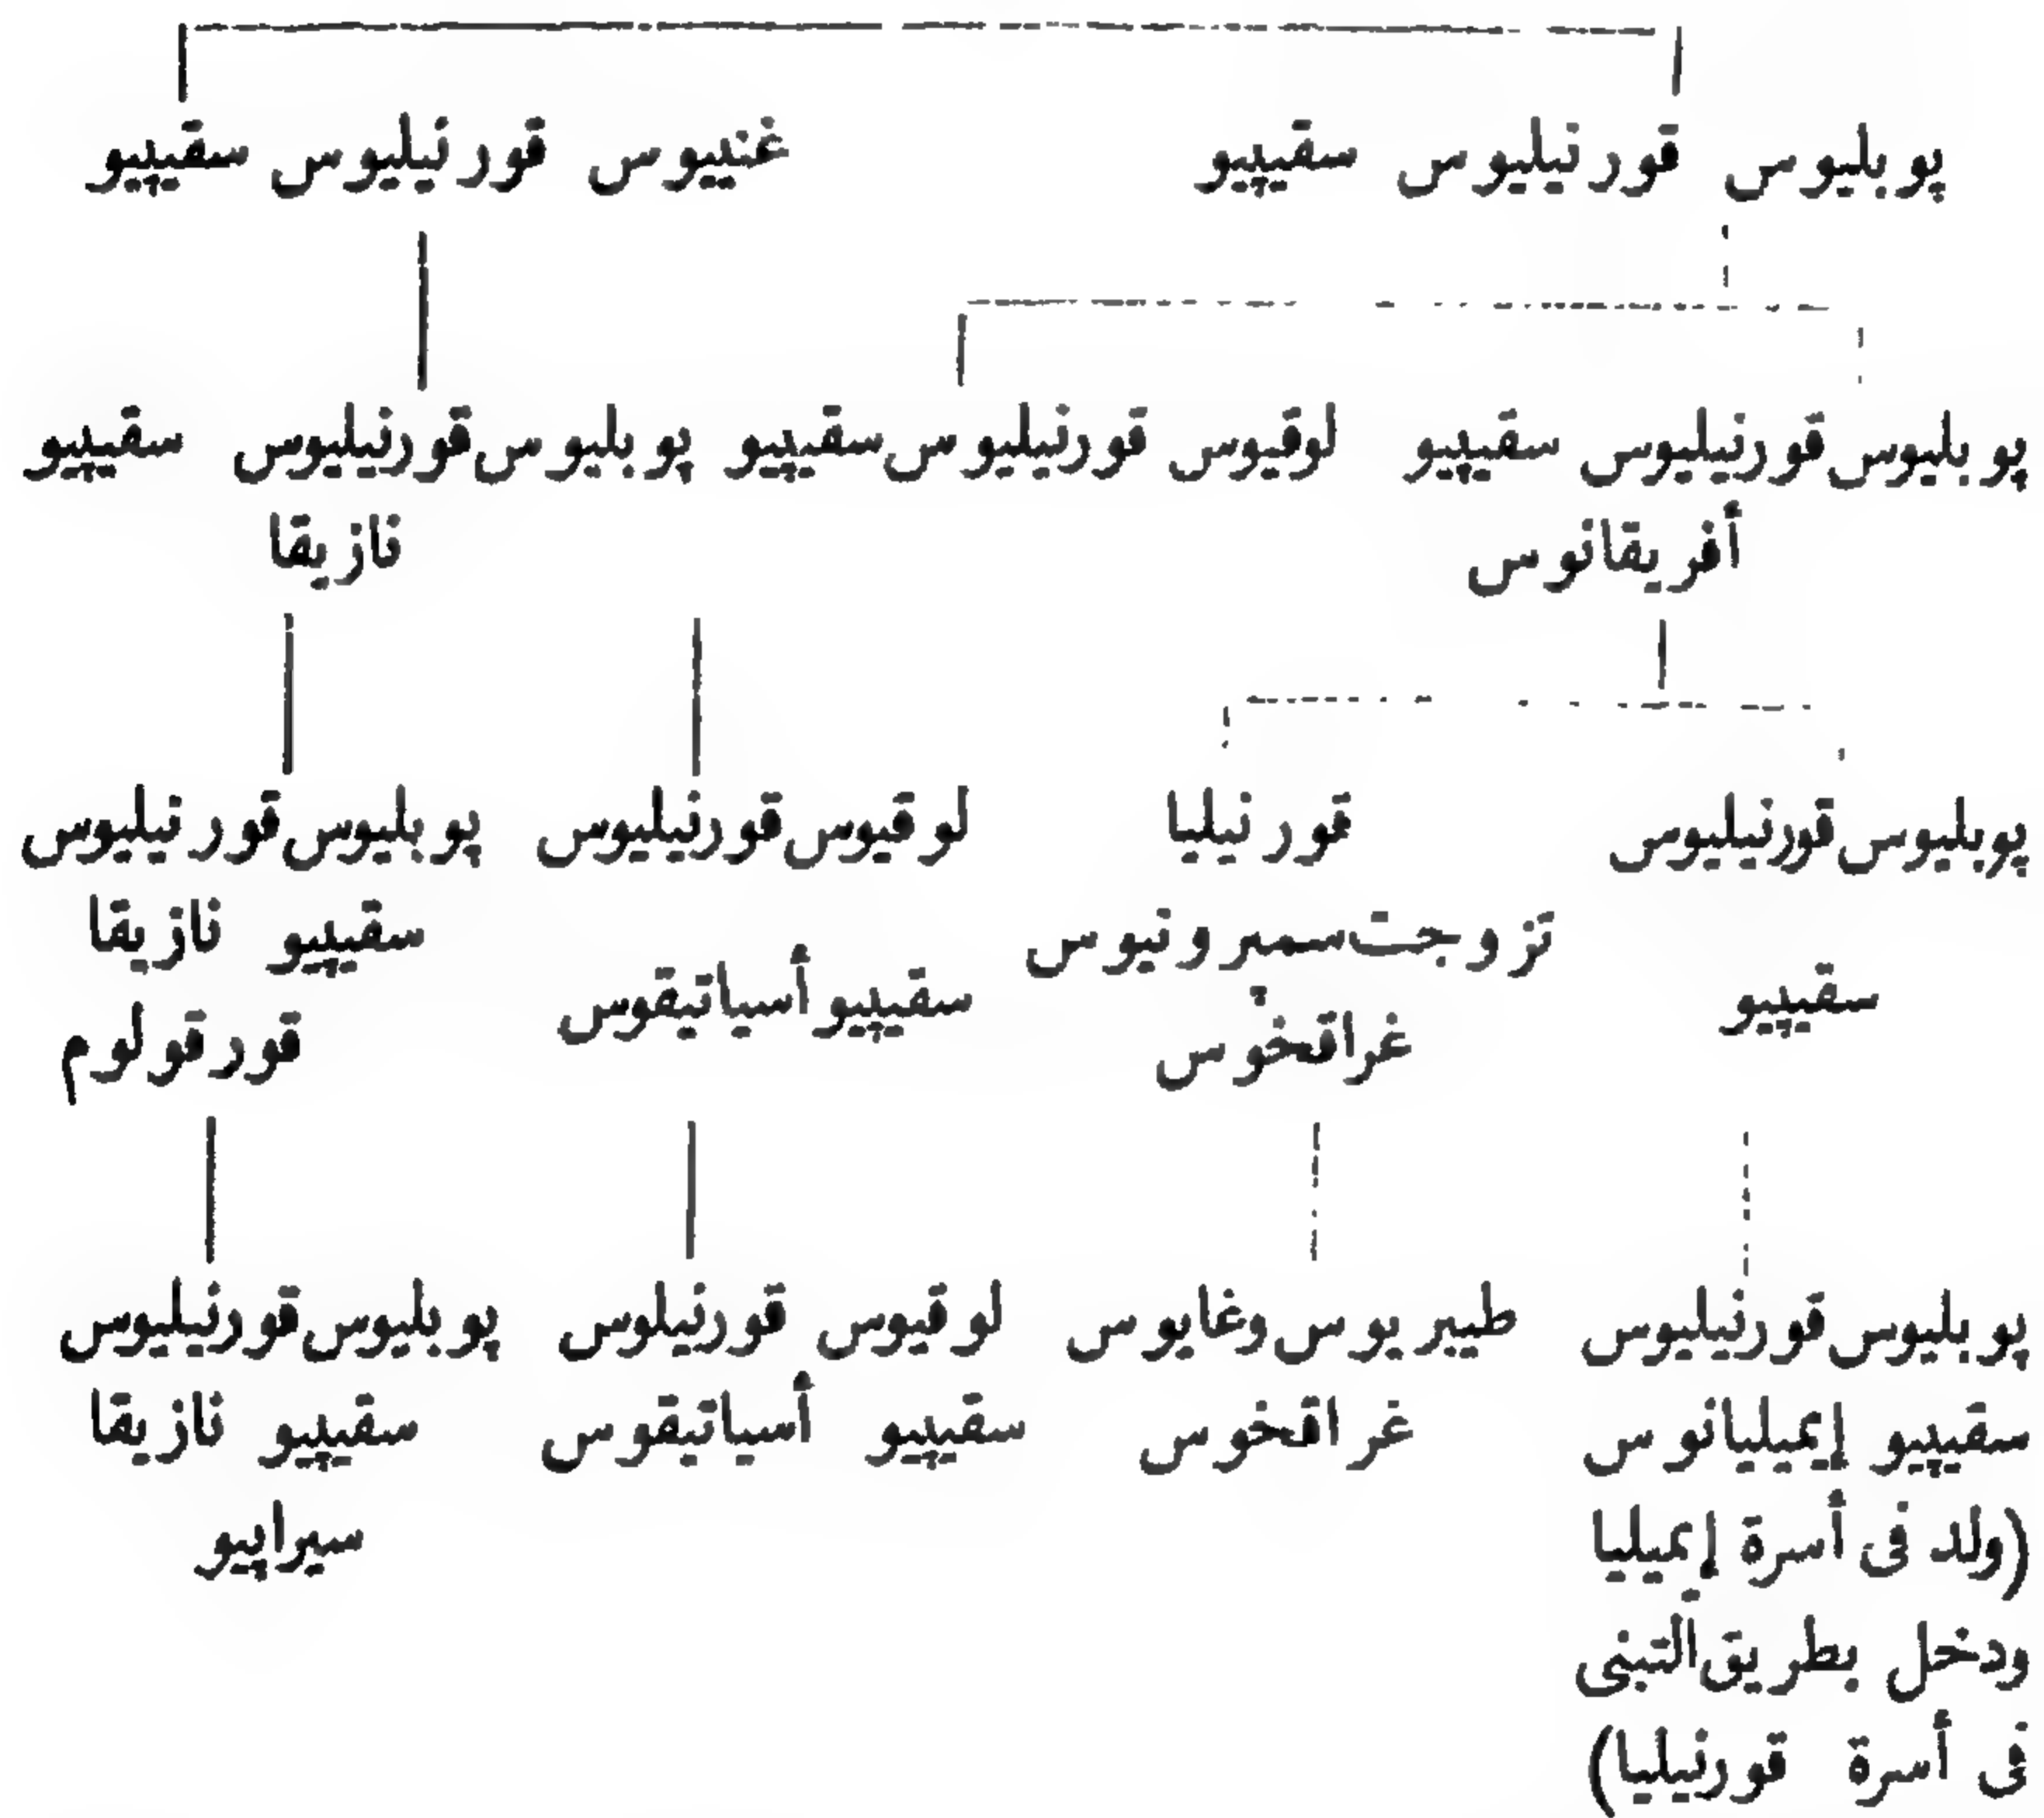 پوبليوس قورنيليوس سقيپيو
غنييوس قورنيليوس سقيپيو
پوبليوس قورنيليوس سقيپيو
أفريقانوس
لوقيوس قورنيليوس سقيپيو
پوبليوس قورنيليوس سقيپيو
نازيقا
پوبليوس قورنيليوس
سقيپيو
قورنيليا
تزوجت سمپرونيوس
غراقخوس
لوقيوس قورنيليوس
سقيپيو أسياتيقوس
پوبليوس قورنيليوس
سقيپيو نازيقا
قورقولوم
پوبليوس قورنيليوس
سقيپيو إيميليانوس
(ولد فى أسرة إيميليا
ودخل بطريق التبنى
فى أسرة قورنيليا)
طيبريوس وغايوس
غراقخوس
لوقيوس قورنيلوس
سقيپيو أسياتيقوس
پوبليوس قورنيليوس
سقيپيو نازيقا
سيراپيو